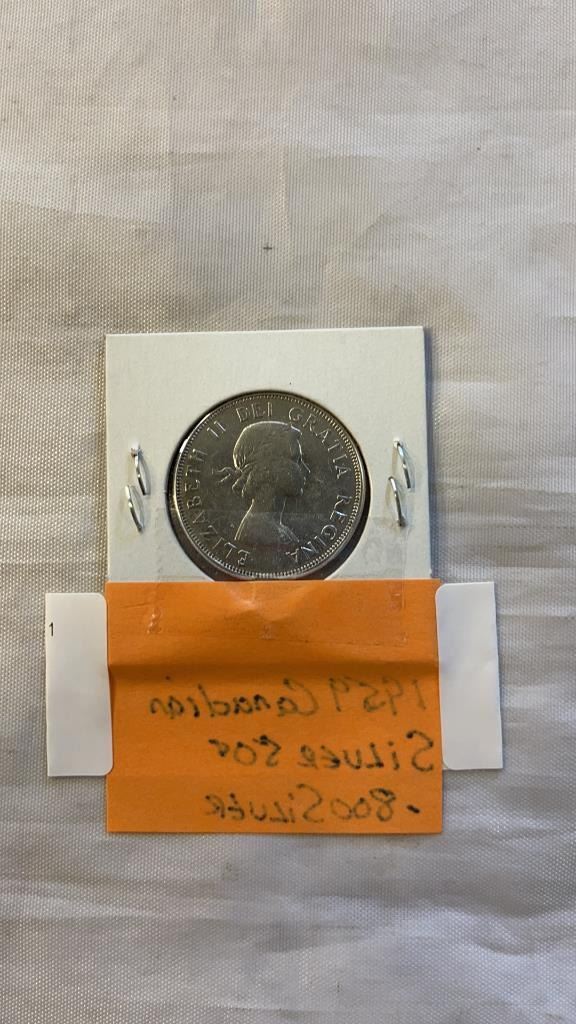 ELIZABETH II DEI GRATIA REGINA
1
1959 Canadian
SILVER 50¢
.800 SILVER